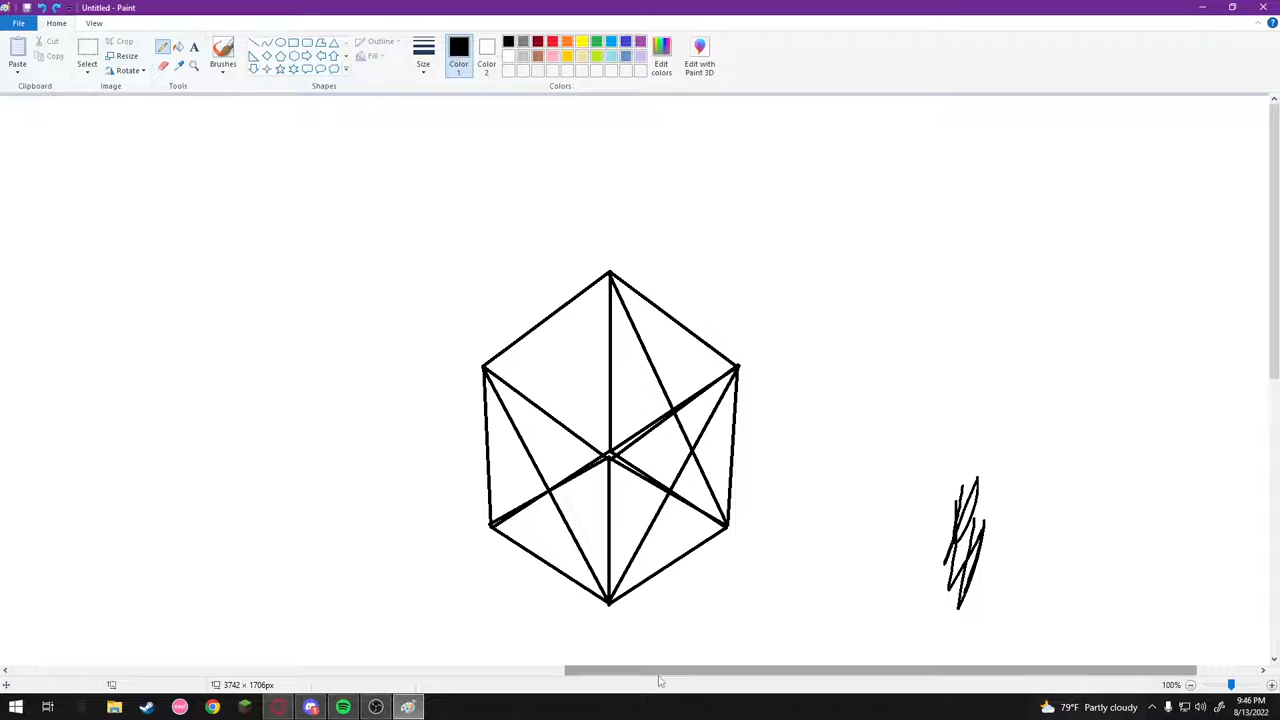 Untitled - Paint
File Home View
Paste
Cut
Copy
Clipboard
Select
Crop
Resize
Rotate
Image
A
Tools
Brushes
Outline
Fill
Shapes
Size
Color 1
Color 2
Edit colors
Edit with Paint 3D
Colors
3742 × 1706px
100%
79°F Partly cloudy
9:46 PM
8/13/2022